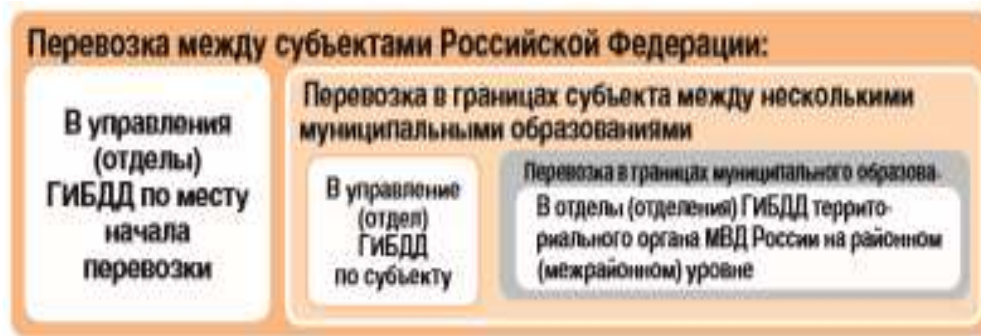 Перевозка между субъектами Российской Федерации:
В управления
(отделы)
ГИБДД по месту
начала
перевозки
Перевозка в границах субъекта между несколькими
муниципальными образованиями
В управление
(отдел)
ГИБДД
по субъекту
Перевозка в границах муниципального образова-
В отделы (отделения) ГИБДД террито-
риального органа МВД России на районном
(межрайонном) уровне